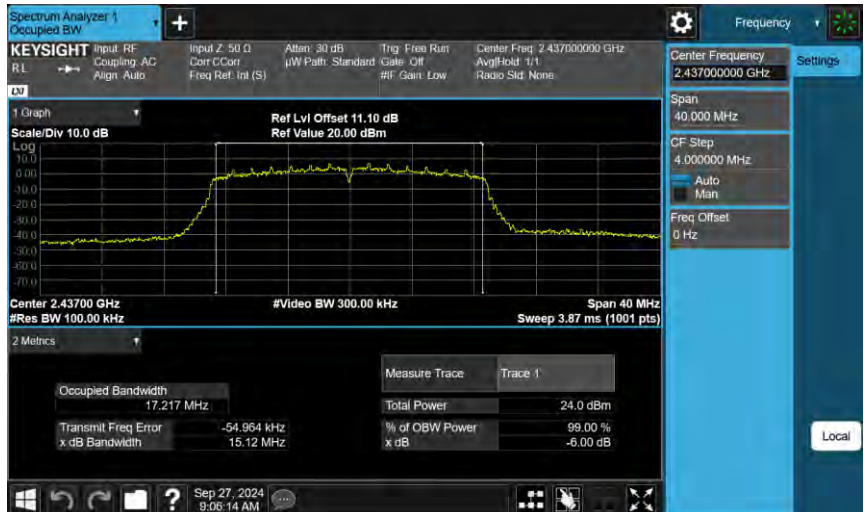 Spectrum Analyzer 1
Occupied BW
Frequency
KEYSIGHT
Input: RF
Coupling: AC
Align: Auto
Input Z: 50 Ω
Corr CCorr
Freq Ref: Int (S)
Atten: 30 dB
µW Path: Standard
Trig: Free Run
Gate: Off
#IF Gain: Low
Center Freq: 2.437000000 GHz
Avg|Hold: 1/1
Radio Std: None
R L
LXI
Center Frequency
2.437000000 GHz
Settings
Span
40.000 MHz
CF Step
4.000000 MHz
Auto
Man
Freq Offset
0 Hz
1 Graph
Scale/Div 10.0 dB
Ref Lvl Offset 11.10 dB
Ref Value 20.00 dBm
Log
10.0
0.00
-10.0
-20.0
-30.0
-40.0
-50.0
-60.0
-70.0
Center 2.43700 GHz
#Video BW 300.00 kHz
Span 40 MHz
#Res BW 100.00 kHz
Sweep 3.87 ms (1001 pts)
2 Metrics
Measure Trace Trace 1
Occupied Bandwidth
17.217 MHz
Total Power 24.0 dBm
Transmit Freq Error -54.964 kHz
% of OBW Power 99.00 %
x dB Bandwidth 15.12 MHz
x dB -6.00 dB
Local
?
Sep 27, 2024
9:06:14 AM